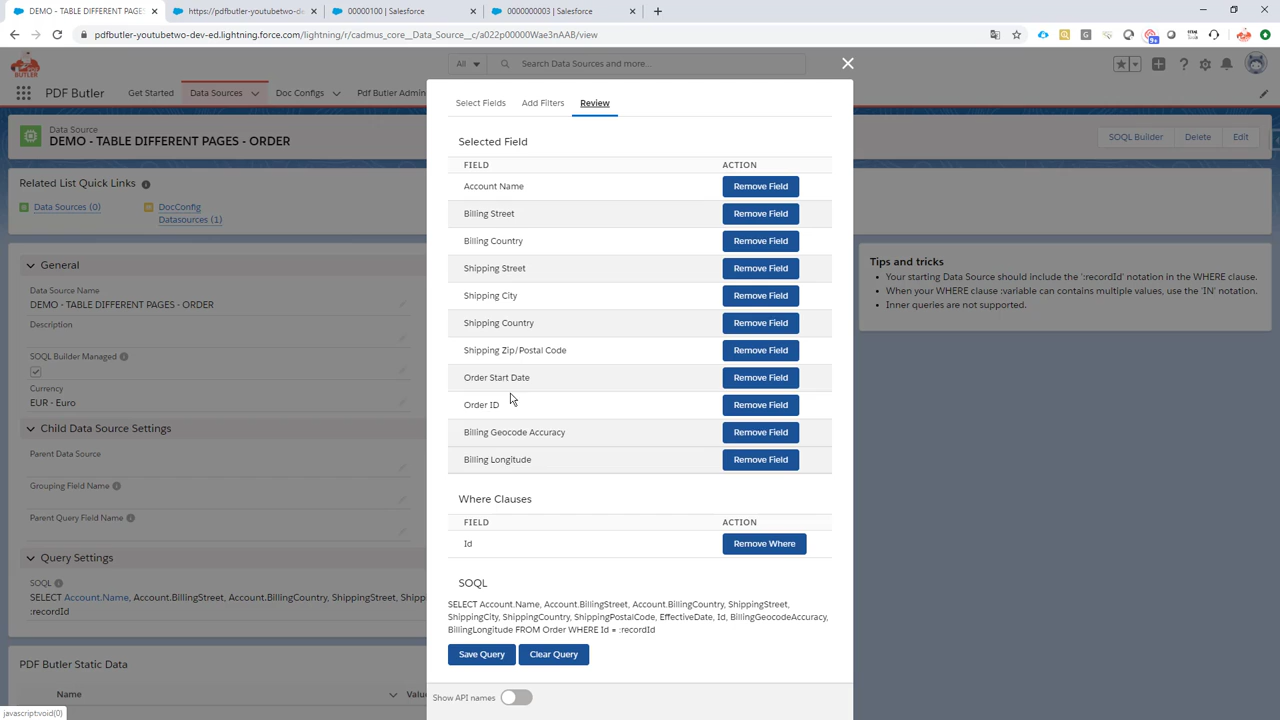 DEMO - TABLE DIFFERENT PAGES
https://pdfbutler-youtubetwo-de
00000100 | Salesforce
0000000003 | Salesforce
pdfbutler-youtubetwo-dev-ed.lightning.force.com/lightning/r/cadmus_core__Data_Source__c/a022p00000Wae3nAAB/view
9+
BUTLER
All
Search Data Sources and more...
PDF Butler
Get Started
Data Sources
Doc Configs
Pdf Butler Admin
Data Source
DEMO - TABLE DIFFERENT PAGES - ORDER
SOQL Builder
Delete
Edit
Related List Quick Links
Data Sources (0)
DocConfig
Datasources (1)
General
Data Source Name
DEMO - TABLE DIFFERENT PAGES - ORDER
Description
SOQL Builder Managed
Currency
EUR - Euro
Child Data Source Settings
Parent Data Source
Grouping Field Name
Parent Query Field Name
Query Settings
SOQL
SELECT Account.Name, Account.BillingStreet, Account.BillingCountry, ShippingStreet, Ship
:recordId
PDF Butler Static Data
Name
Value
Select Fields
Add Filters
Review
Selected Field
FIELD ACTION
Account Name Remove Field
Billing Street Remove Field
Billing Country Remove Field
Shipping Street Remove Field
Shipping City Remove Field
Shipping Country Remove Field
Shipping Zip/Postal Code Remove Field
Order Start Date Remove Field
Order ID Remove Field
Billing Geocode Accuracy Remove Field
Billing Longitude Remove Field
Where Clauses
FIELD ACTION
Id Remove Where
SOQL
SELECT Account.Name, Account.BillingStreet, Account.BillingCountry, ShippingStreet,
ShippingCity, ShippingCountry, ShippingPostalCode, EffectiveDate, Id, BillingGeocodeAccuracy,
BillingLongitude FROM Order WHERE Id = :recordId
Save Query
Clear Query
Show API names
Tips and tricks
Your starting Data Source should include the ':recordId' notation in the WHERE clause.
When your WHERE clause :variable can contains multiple values, use the 'IN' notation.
Inner queries are not supported.
javascript:void(0)